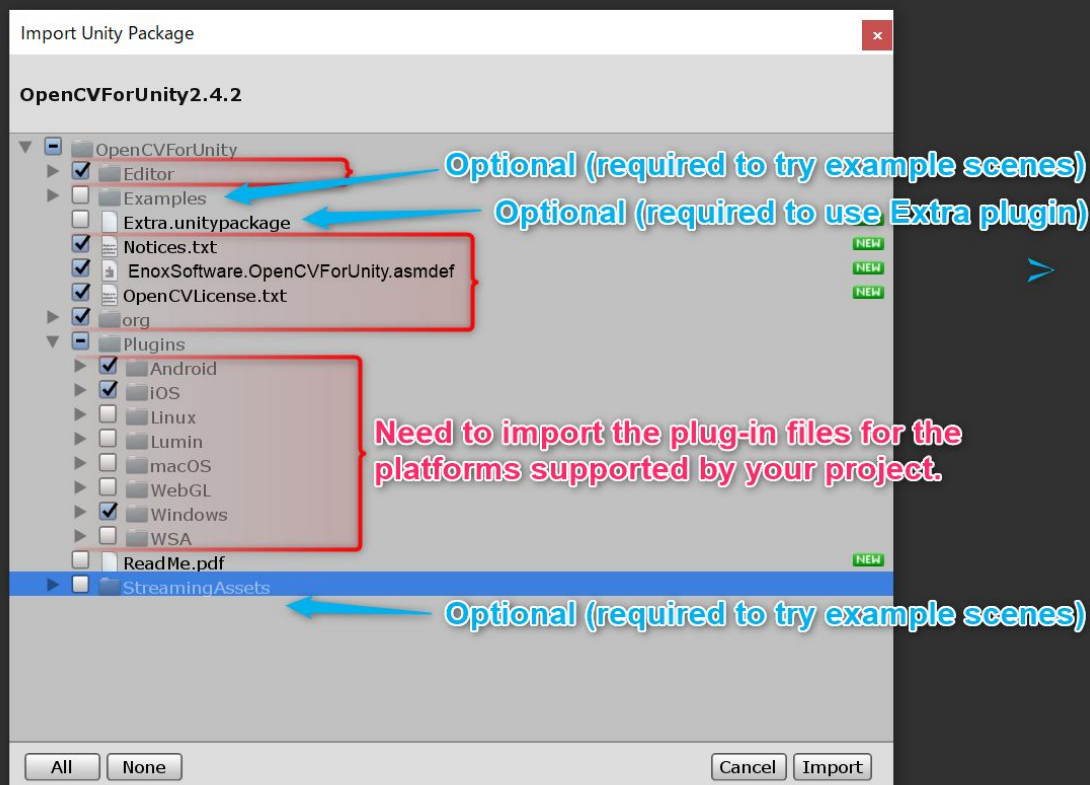 Import Unity Package
×
OpenCVForUnity2.4.2
OpenCVForUnity
Editor
Optional (required to try example scenes)
Examples
Extra.unitypackage
Optional (required to use Extra plugin)
Notices.txt
NEW
EnoxSoftware.OpenCVForUnity.asmdef
NEW
OpenCVLicense.txt
NEW
org
Plugins
Android
iOS
Linux
Lumin
macOS
WebGL
Windows
WSA
Need to import the plug-in files for the
platforms supported by your project.
ReadMe.pdf
NEW
StreamingAssets
Optional (required to try example scenes)
All
None
Cancel
Import